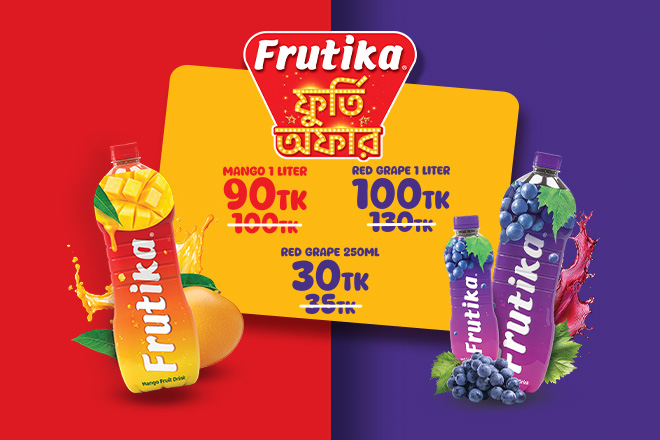 Frutika®
ফুর্তি
অফার
MANGO 1 LITER
90TK
100TK
RED GRAPE 1 LITER
100TK
130TK
RED GRAPE 250ML
30TK
35TK
Frutika
Mango Fruit Drink
Frutika
Frutika
Drink